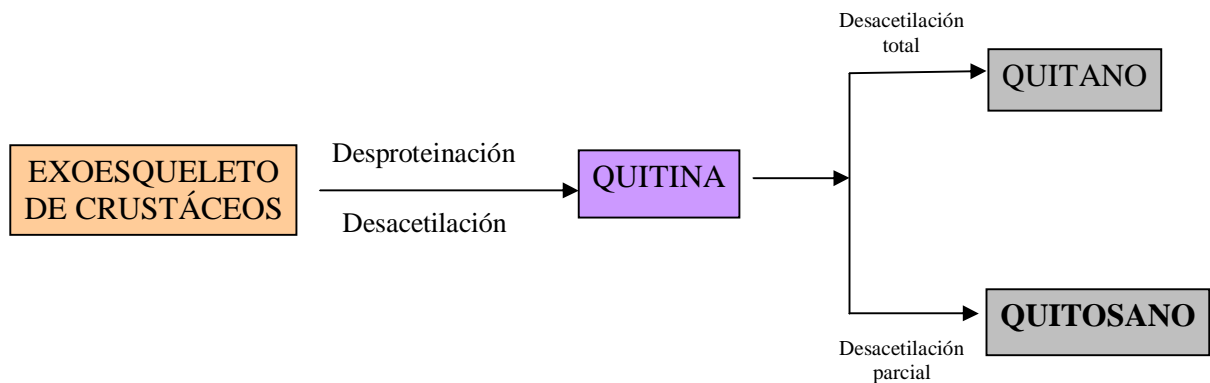 EXOESQUELETO
DE CRUSTÁCEOS
Desproteinación
Desacetilación
QUITINA
Desacetilación
total
QUITANO
QUITOSANO
Desacetilación
parcial